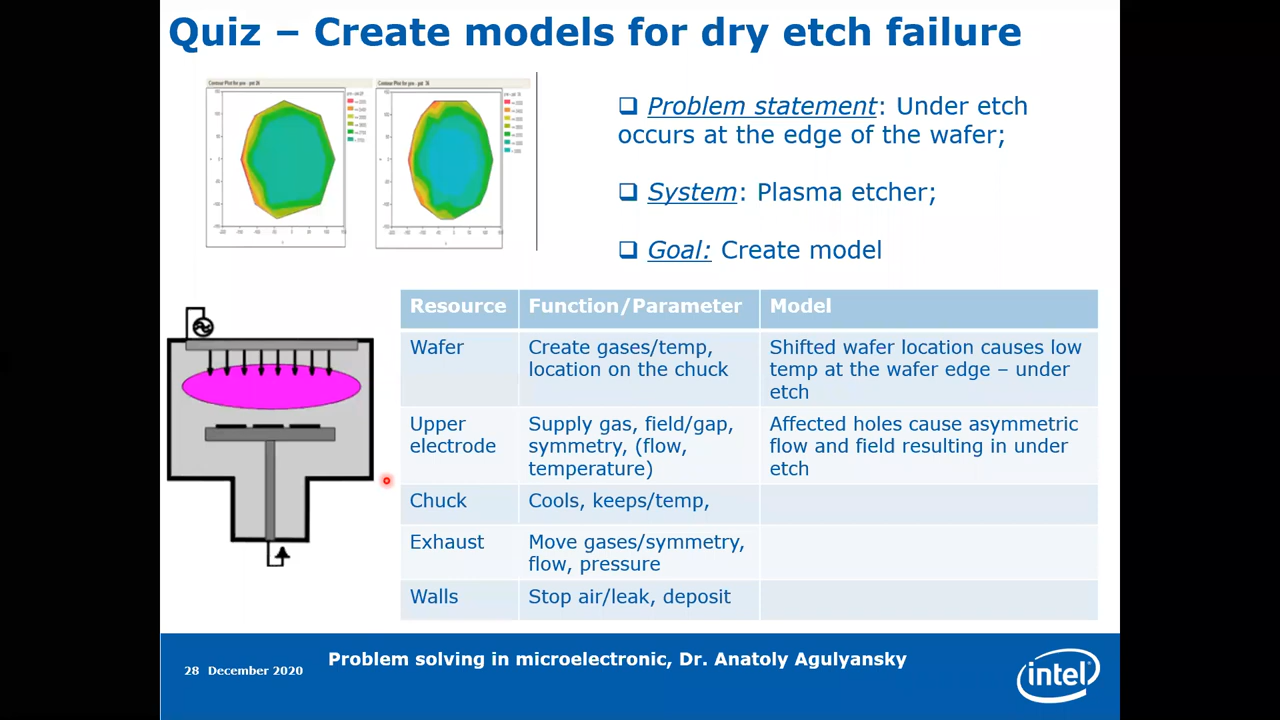 Quiz – Create models for dry etch failure
❑ Problem statement: Under etch
occurs at the edge of the wafer;
❑ System: Plasma etcher;
❑ Goal: Create model
Resource Function/Parameter Model
Wafer
Create gases/temp,
location on the chuck
Shifted wafer location causes low
temp at the wafer edge – under
etch
Upper
electrode
Supply gas, field/gap,
symmetry, (flow,
temperature)
Affected holes cause asymmetric
flow and field resulting in under
etch
Chuck
Cools, keeps/temp,
Exhaust
Move gases/symmetry,
flow, pressure
Walls
Stop air/leak, deposit
28 December 2020
Problem solving in microelectronic, Dr. Anatoly Agulyansky
intel